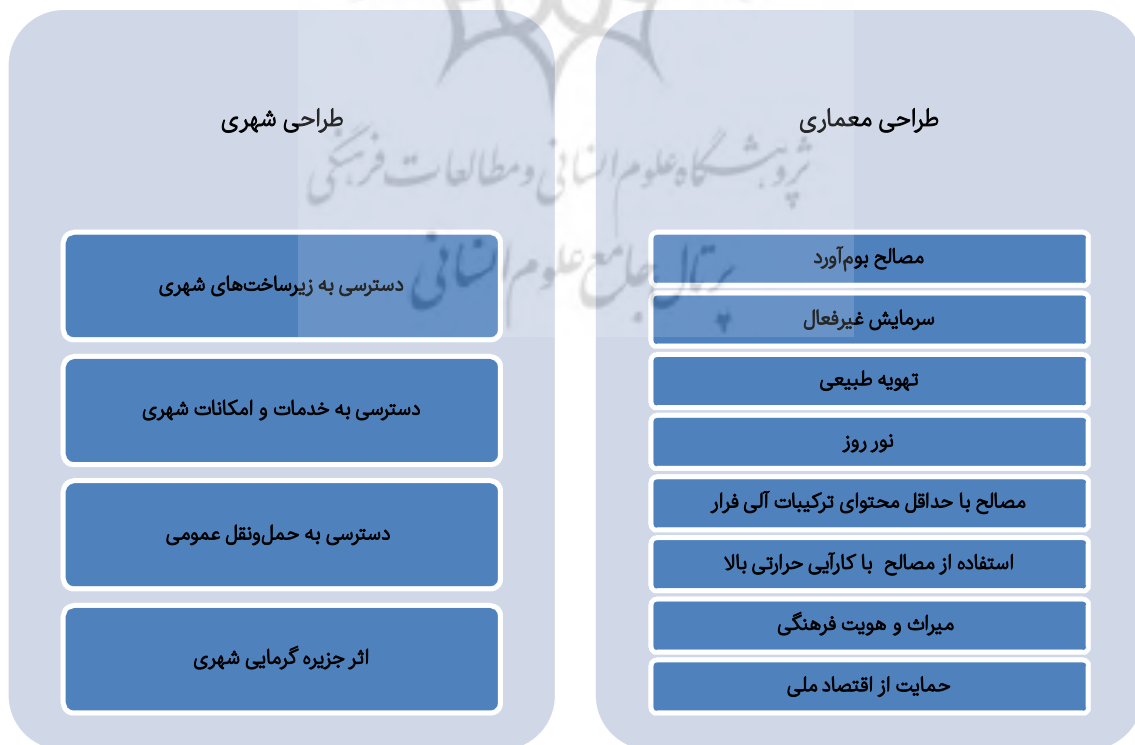 طراحی معماری
مصالح بوم‌آورد
سرمایش غیرفعال
تهویه طبیعی
نور روز
مصالح با حداقل محتوای ترکیبات آلی فرار
استفاده از مصالح با کارآیی حرارتی بالا
میراث و هویت فرهنگی
حمایت از اقتصاد ملی
طراحی شهری
دسترسی به زیرساخت‌های شهری
دسترسی به خدمات و امکانات شهری
دسترسی به حمل‌ونقل عمومی
اثر جزیره گرمایی شهری
پژوهشگاه علوم انسانی و مطالعات فرهنگی
پرتال جامع علوم انسانی